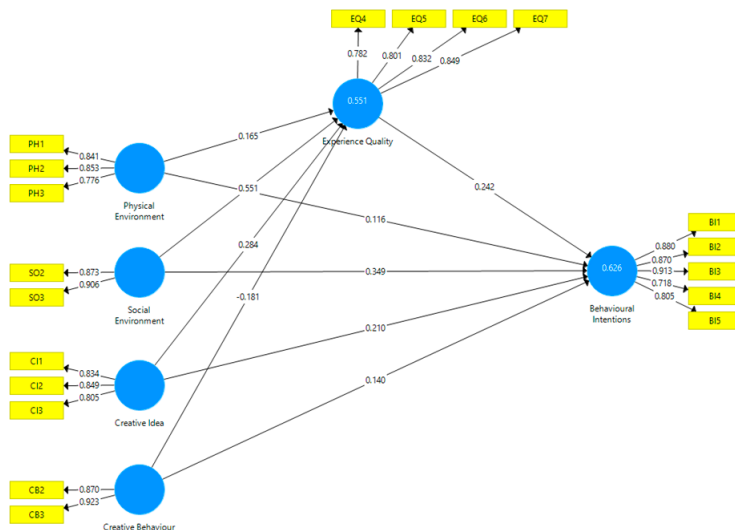 EQ4 EQ5 EQ6 EQ7
0.782 0.801 0.832 0.849
0.551
Experience Quality
PH1
PH2
PH3
0.841
0.853
0.776
Physical
Environment
0.165
0.551
0.284
-0.181
0.242
0.116
0.349
0.210
0.140
SO2
SO3
0.873
0.906
Social
Environment
CI1
CI2
CI3
0.834
0.849
0.805
Creative Idea
CB2
CB3
0.870
0.923
Creative Behaviour
0.626
Behavioural
Intentions
0.880
0.870
0.913
0.718
0.805
BI1
BI2
BI3
BI4
BI5